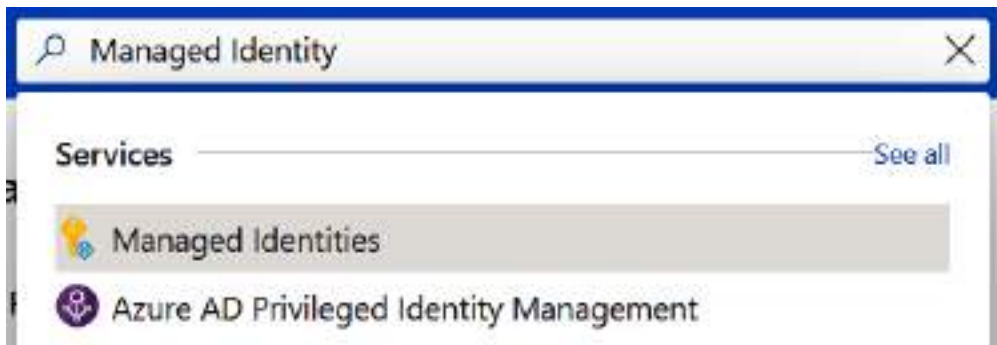 Managed Identity
Services See all
Managed Identities
Azure AD Privileged Identity Management